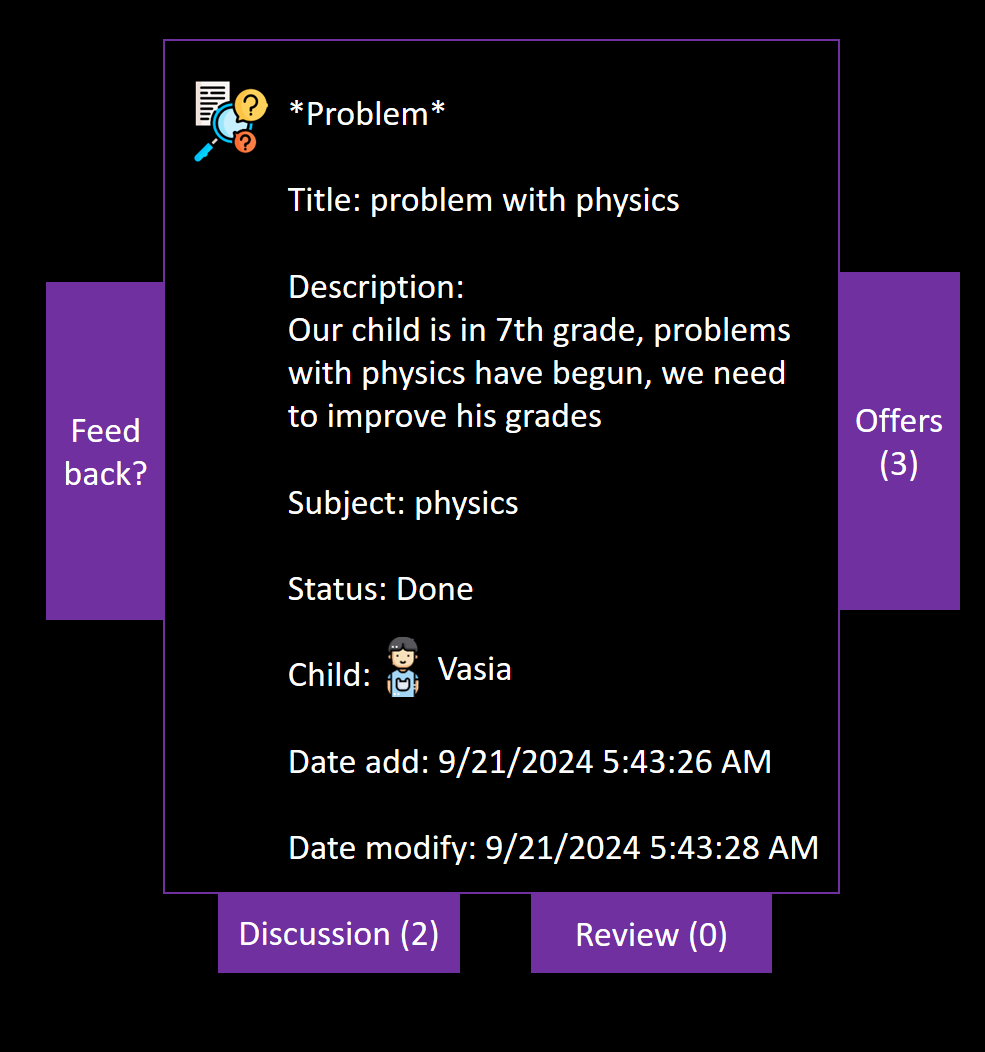 *Problem*
Title: problem with physics
Description:
Our child is in 7th grade, problems
with physics have begun, we need
to improve his grades
Subject: physics
Status: Done
Child: Vasia
Date add: 9/21/2024 5:43:26 AM
Date modify: 9/21/2024 5:43:28 AM
Feed
back?
Offers
(3)
Discussion (2)
Review (0)